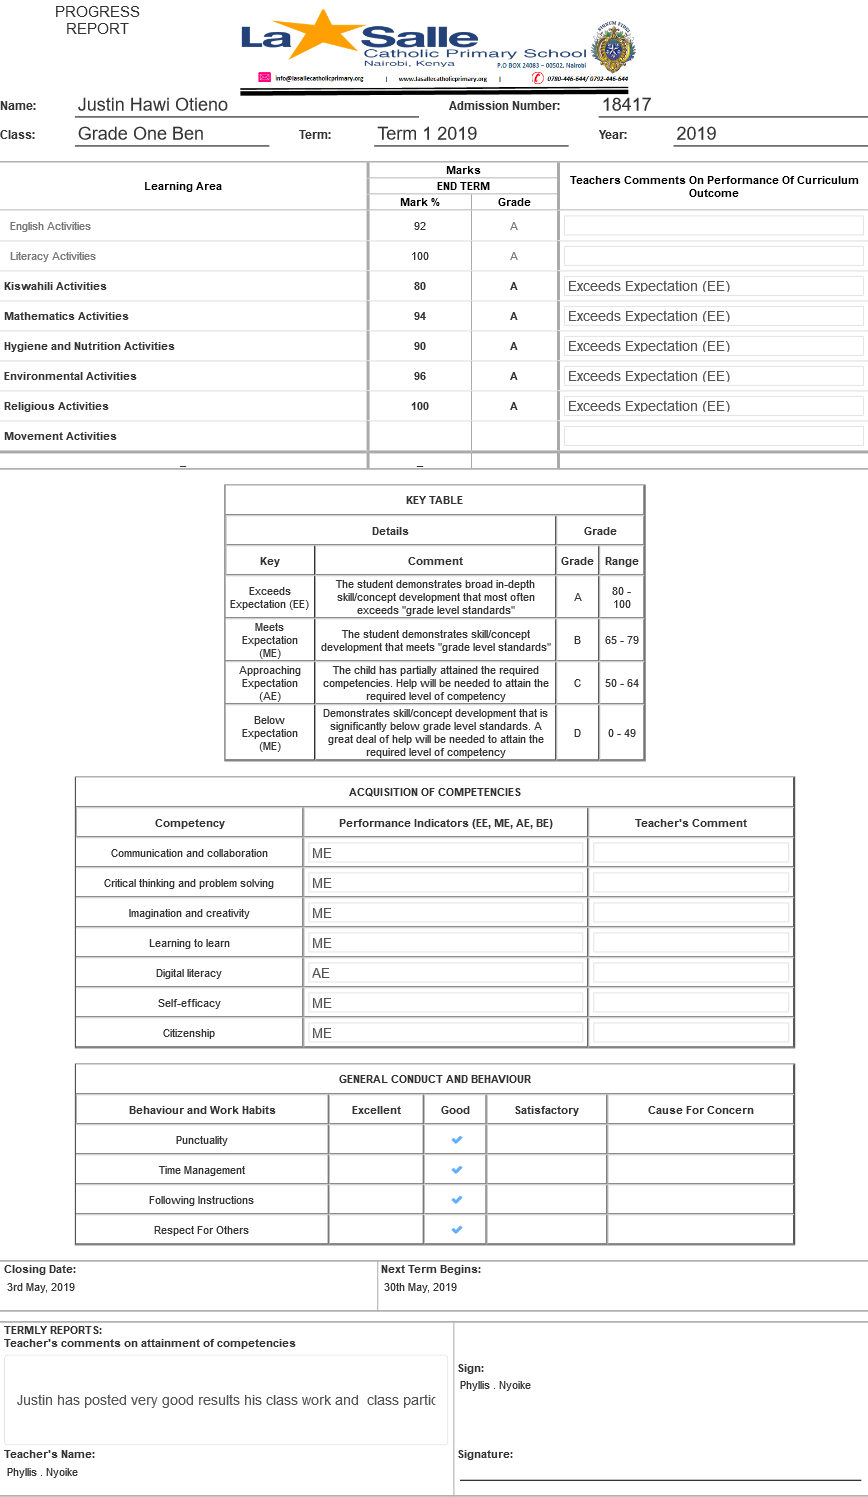 PROGRESS
REPORT
La Salle
Catholic Primary School
Nairobi, Kenya
P.O BOX 24083 – 00502, Nairobi
info@lasallecatholicprimary.org | www.lasallecatholicprimary.org | 0780-446-644/ 0792-446-644
Name: Justin Hawi Otieno Admission Number: 18417
Class: Grade One Ben Term: Term 1 2019 Year: 2019
Learning Area Marks Teachers Comments On Performance Of Curriculum Outcome
END TERM
Mark % Grade
English Activities 92 A
Literacy Activities 100 A
Kiswahili Activities 80 A Exceeds Expectation (EE)
Mathematics Activities 94 A Exceeds Expectation (EE)
Hygiene and Nutrition Activities 90 A Exceeds Expectation (EE)
Environmental Activities 96 A Exceeds Expectation (EE)
Religious Activities 100 A Exceeds Expectation (EE)
Movement Activities
– –
KEY TABLE
Details Grade
Key Comment Grade Range
Exceeds Expectation (EE) The student demonstrates broad in-depth skill/concept development that most often exceeds "grade level standards" A 80 - 100
Meets Expectation (ME) The student demonstrates skill/concept development that meets "grade level standards" B 65 - 79
Approaching Expectation (AE) The child has partially attained the required competencies. Help will be needed to attain the required level of competency C 50 - 64
Below Expectation (ME) Demonstrates skill/concept development that is significantly below grade level standards. A great deal of help will be needed to attain the required level of competency D 0 - 49
ACQUISITION OF COMPETENCIES
Competency Performance Indicators (EE, ME, AE, BE) Teacher's Comment
Communication and collaboration ME
Critical thinking and problem solving ME
Imagination and creativity ME
Learning to learn ME
Digital literacy AE
Self-efficacy ME
Citizenship ME
GENERAL CONDUCT AND BEHAVIOUR
Behaviour and Work Habits Excellent Good Satisfactory Cause For Concern
Punctuality ✔
Time Management ✔
Following Instructions ✔
Respect For Others ✔
Closing Date: Next Term Begins:
3rd May, 2019 30th May, 2019
TERMLY REPORTS:
Teacher's comments on attainment of competencies
Justin has posted very good results his class work and class partic
Sign:
Phyllis . Nyoike
Teacher's Name: Signature:
Phyllis . Nyoike